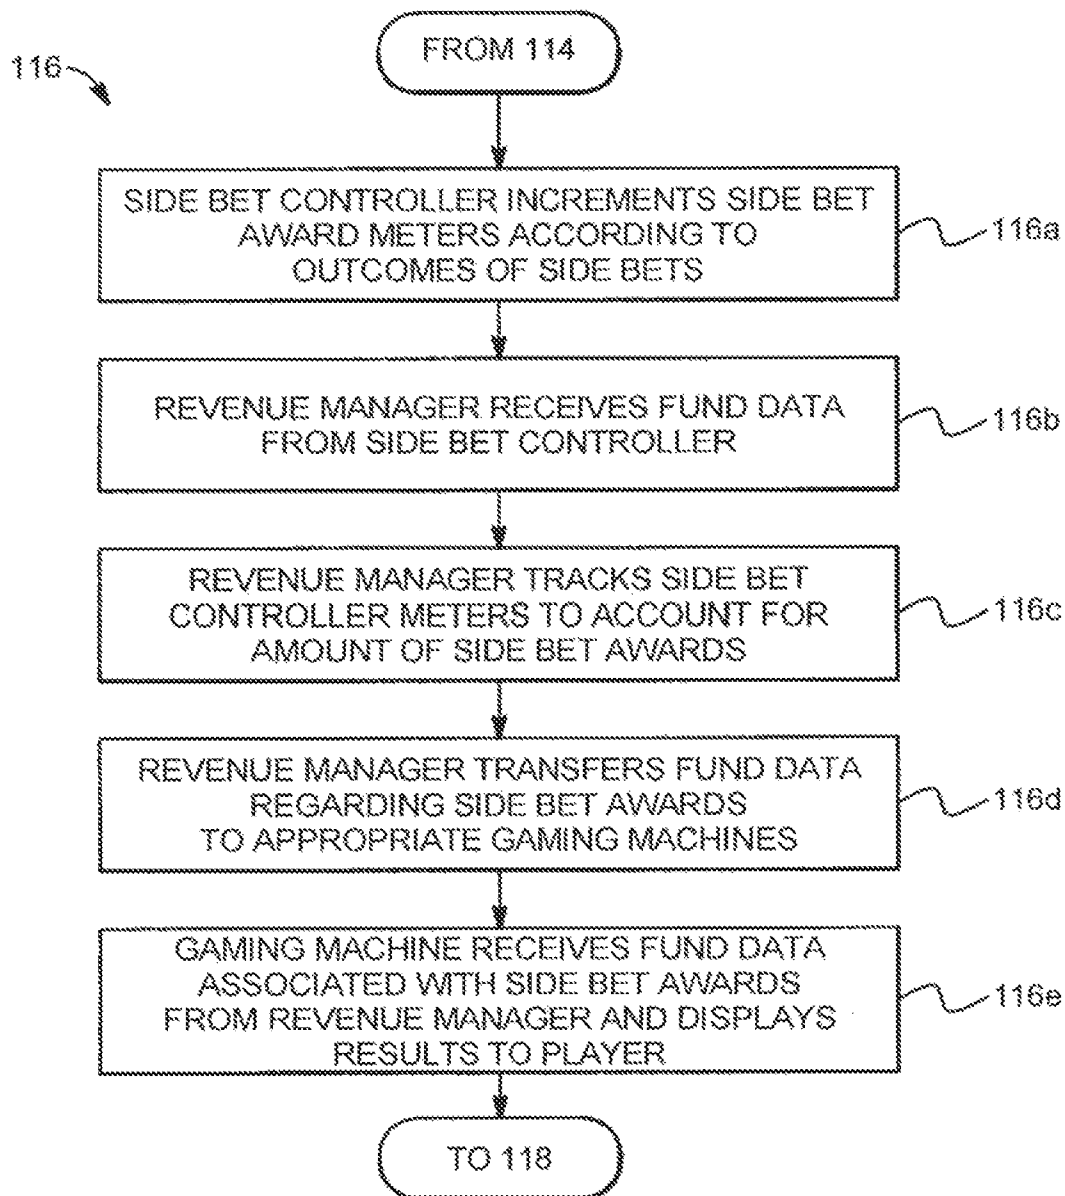 FROM 114
116
SIDE BET CONTROLLER INCREMENTS SIDE BET
AWARD METERS ACCORDING TO
OUTCOMES OF SIDE BETS
116a
REVENUE MANAGER RECEIVES FUND DATA
FROM SIDE BET CONTROLLER
116b
REVENUE MANAGER TRACKS SIDE BET
CONTROLLER METERS TO ACCOUNT FOR
AMOUNT OF SIDE BET AWARDS
116c
REVENUE MANAGER TRANSFERS FUND DATA
REGARDING SIDE BET AWARDS
TO APPROPRIATE GAMING MACHINES
116d
GAMING MACHINE RECEIVES FUND DATA
ASSOCIATED WITH SIDE BET AWARDS
FROM REVENUE MANAGER AND DISPLAYS
RESULTS TO PLAYER
116e
TO 118